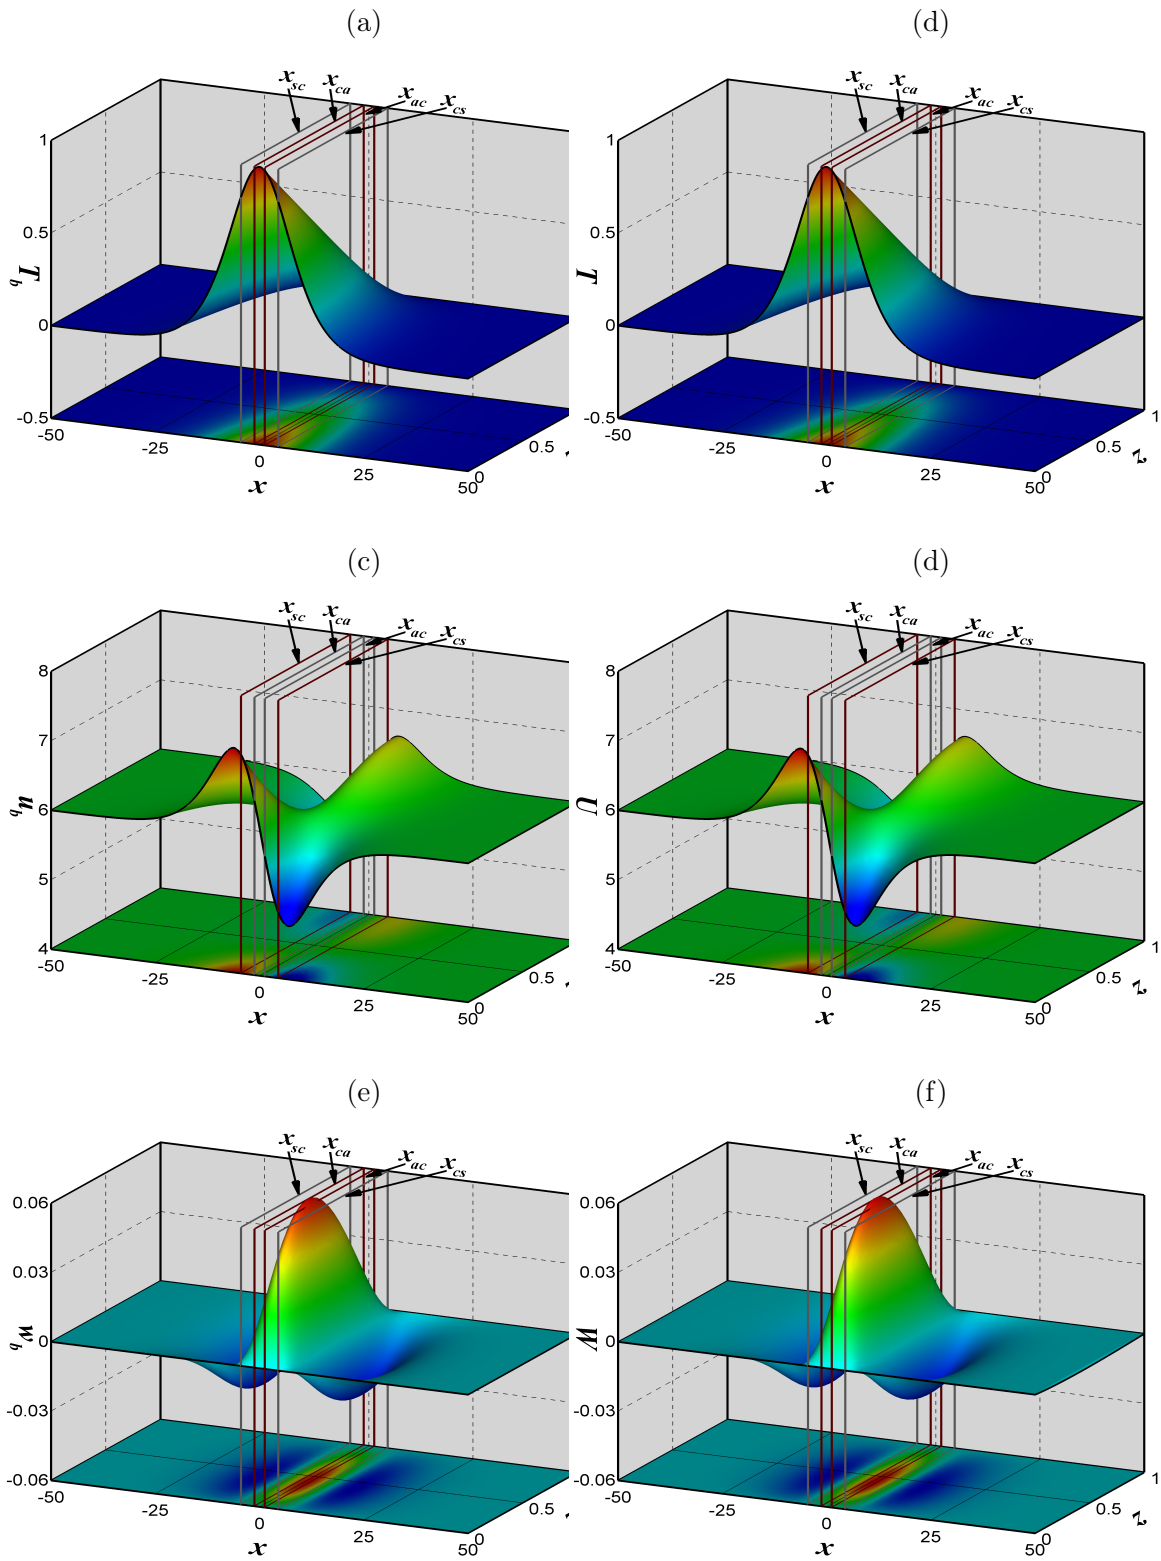 (a) (d)
x_sc x_ca x_ac x_cs x_sc x_ca x_ac x_cs
1 1
0.5 0.5
T_b T
0 0
-0.5 -0.5
-50 -25 0 25 50 0 0.5 -50 -25 0 25 50 0 0.5 1
x x z
(c) (d)
x_sc x_ca x_ac x_cs x_sc x_ca x_ac x_cs
8 8
7 7
u_b U
6 6
5 5
4 4
-50 -25 0 25 50 0 0.5 -50 -25 0 25 50 0 0.5 1
x x z
(e) (f)
x_sc x_ca x_ac x_cs x_sc x_ca x_ac x_cs
0.06 0.06
0.03 0.03
w_b W
0 0
-0.03 -0.03
-0.06 -0.06
-50 -25 0 25 50 0 0.5 -50 -25 0 25 50 0 0.5 1
x x z